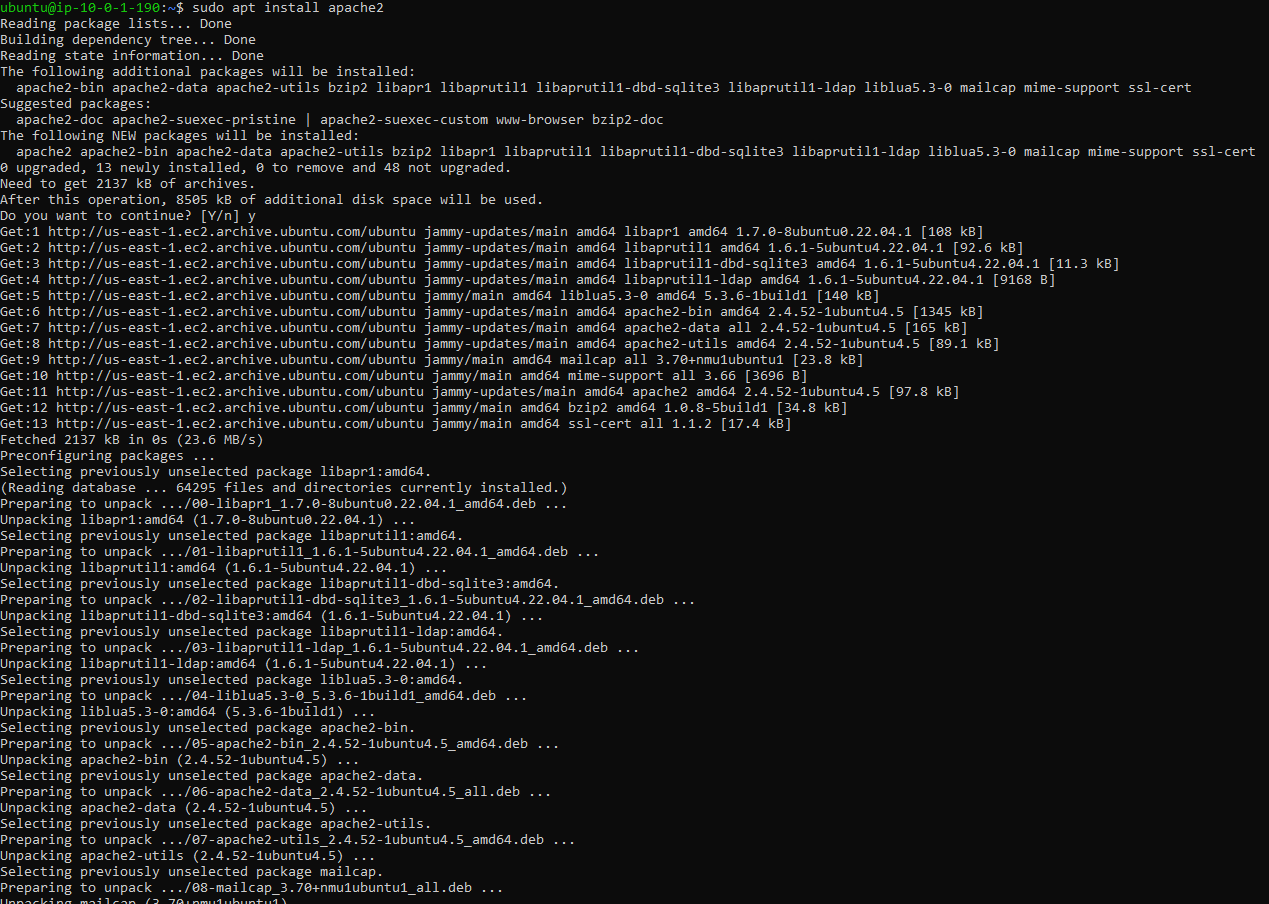 ubuntu@ip-10-0-1-190:~$ sudo apt install apache2
Reading package lists... Done
Building dependency tree... Done
Reading state information... Done
The following additional packages will be installed:
  apache2-bin apache2-data apache2-utils bzip2 libapr1 libaprutil1 libaprutil1-dbd-sqlite3 libaprutil1-ldap liblua5.3-0 mailcap mime-support ssl-cert
Suggested packages:
  apache2-doc apache2-suexec-pristine | apache2-suexec-custom www-browser bzip2-doc
The following NEW packages will be installed:
  apache2 apache2-bin apache2-data apache2-utils bzip2 libapr1 libaprutil1 libaprutil1-dbd-sqlite3 libaprutil1-ldap liblua5.3-0 mailcap mime-support ssl-cert
0 upgraded, 13 newly installed, 0 to remove and 48 not upgraded.
Need to get 2137 kB of archives.
After this operation, 8505 kB of additional disk space will be used.
Do you want to continue? [Y/n] y
Get:1 http://us-east-1.ec2.archive.ubuntu.com/ubuntu jammy-updates/main amd64 libapr1 amd64 1.7.0-8ubuntu0.22.04.1 [108 kB]
Get:2 http://us-east-1.ec2.archive.ubuntu.com/ubuntu jammy-updates/main amd64 libaprutil1 amd64 1.6.1-5ubuntu4.22.04.1 [92.6 kB]
Get:3 http://us-east-1.ec2.archive.ubuntu.com/ubuntu jammy-updates/main amd64 libaprutil1-dbd-sqlite3 amd64 1.6.1-5ubuntu4.22.04.1 [11.3 kB]
Get:4 http://us-east-1.ec2.archive.ubuntu.com/ubuntu jammy-updates/main amd64 libaprutil1-ldap amd64 1.6.1-5ubuntu4.22.04.1 [9168 B]
Get:5 http://us-east-1.ec2.archive.ubuntu.com/ubuntu jammy/main amd64 liblua5.3-0 amd64 5.3.6-1build1 [140 kB]
Get:6 http://us-east-1.ec2.archive.ubuntu.com/ubuntu jammy-updates/main amd64 apache2-bin amd64 2.4.52-1ubuntu4.5 [1345 kB]
Get:7 http://us-east-1.ec2.archive.ubuntu.com/ubuntu jammy-updates/main amd64 apache2-data all 2.4.52-1ubuntu4.5 [165 kB]
Get:8 http://us-east-1.ec2.archive.ubuntu.com/ubuntu jammy-updates/main amd64 apache2-utils amd64 2.4.52-1ubuntu4.5 [89.1 kB]
Get:9 http://us-east-1.ec2.archive.ubuntu.com/ubuntu jammy/main amd64 mailcap all 3.70+nmu1ubuntu1 [23.8 kB]
Get:10 http://us-east-1.ec2.archive.ubuntu.com/ubuntu jammy/main amd64 mime-support all 3.66 [3696 B]
Get:11 http://us-east-1.ec2.archive.ubuntu.com/ubuntu jammy-updates/main amd64 apache2 amd64 2.4.52-1ubuntu4.5 [97.8 kB]
Get:12 http://us-east-1.ec2.archive.ubuntu.com/ubuntu jammy/main amd64 bzip2 amd64 1.0.8-5build1 [34.8 kB]
Get:13 http://us-east-1.ec2.archive.ubuntu.com/ubuntu jammy/main amd64 ssl-cert all 1.1.2 [17.4 kB]
Fetched 2137 kB in 0s (23.6 MB/s)
Preconfiguring packages ...
Selecting previously unselected package libapr1:amd64.
(Reading database ... 64295 files and directories currently installed.)
Preparing to unpack .../00-libapr1_1.7.0-8ubuntu0.22.04.1_amd64.deb ...
Unpacking libapr1:amd64 (1.7.0-8ubuntu0.22.04.1) ...
Selecting previously unselected package libaprutil1:amd64.
Preparing to unpack .../01-libaprutil1_1.6.1-5ubuntu4.22.04.1_amd64.deb ...
Unpacking libaprutil1:amd64 (1.6.1-5ubuntu4.22.04.1) ...
Selecting previously unselected package libaprutil1-dbd-sqlite3:amd64.
Preparing to unpack .../02-libaprutil1-dbd-sqlite3_1.6.1-5ubuntu4.22.04.1_amd64.deb ...
Unpacking libaprutil1-dbd-sqlite3:amd64 (1.6.1-5ubuntu4.22.04.1) ...
Selecting previously unselected package libaprutil1-ldap:amd64.
Preparing to unpack .../03-libaprutil1-ldap_1.6.1-5ubuntu4.22.04.1_amd64.deb ...
Unpacking libaprutil1-ldap:amd64 (1.6.1-5ubuntu4.22.04.1) ...
Selecting previously unselected package liblua5.3-0:amd64.
Preparing to unpack .../04-liblua5.3-0_5.3.6-1build1_amd64.deb ...
Unpacking liblua5.3-0:amd64 (5.3.6-1build1) ...
Selecting previously unselected package apache2-bin.
Preparing to unpack .../05-apache2-bin_2.4.52-1ubuntu4.5_amd64.deb ...
Unpacking apache2-bin (2.4.52-1ubuntu4.5) ...
Selecting previously unselected package apache2-data.
Preparing to unpack .../06-apache2-data_2.4.52-1ubuntu4.5_all.deb ...
Unpacking apache2-data (2.4.52-1ubuntu4.5) ...
Selecting previously unselected package apache2-utils.
Preparing to unpack .../07-apache2-utils_2.4.52-1ubuntu4.5_amd64.deb ...
Unpacking apache2-utils (2.4.52-1ubuntu4.5) ...
Selecting previously unselected package mailcap.
Preparing to unpack .../08-mailcap_3.70+nmu1ubuntu1_all.deb ...
Unpacking mailcap (3.70+nmu1ubuntu1)